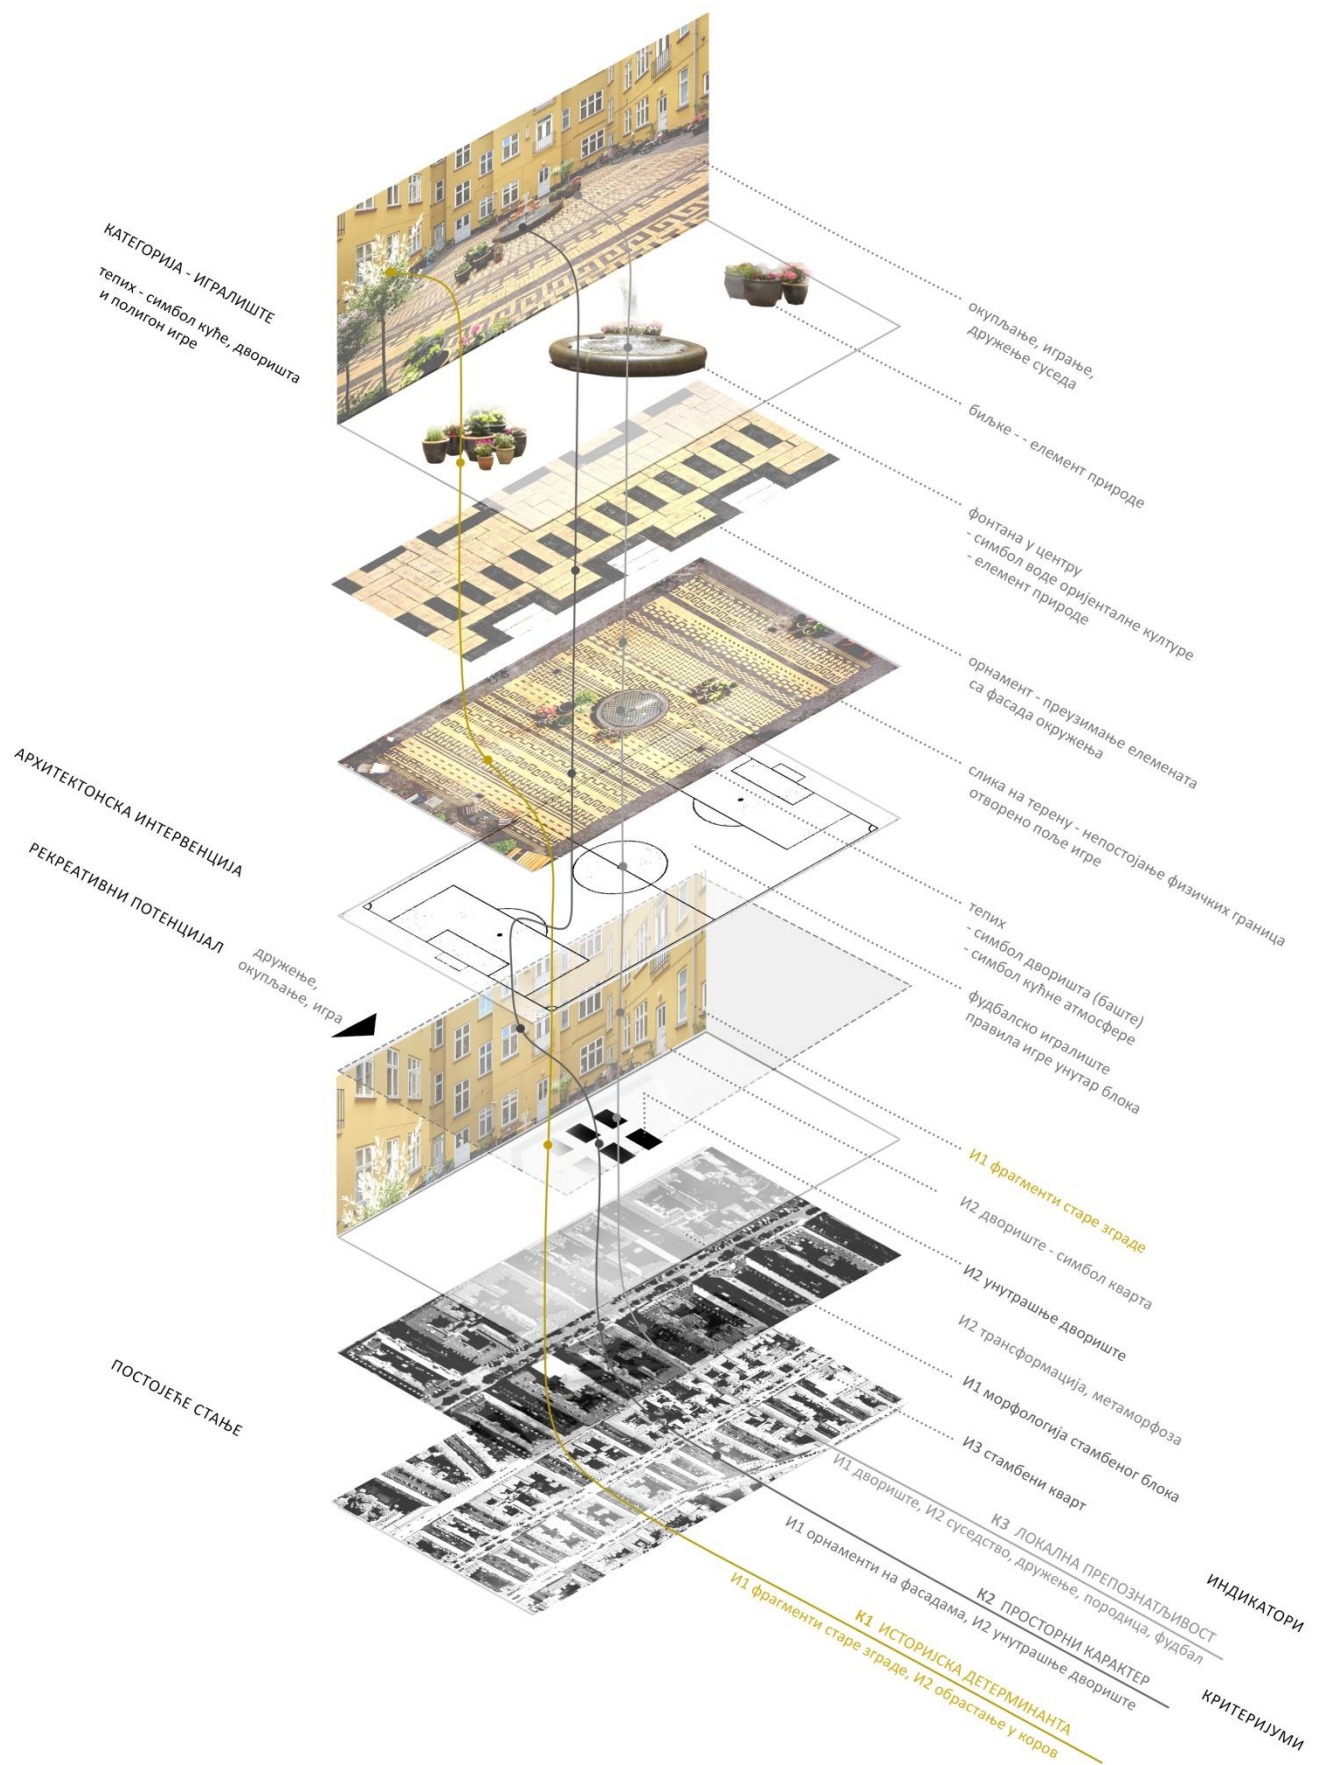 КАТЕГОРИЈА - ИГРАЛИШТЕ
тепих - симбол куће, дворишта
и полигон игре
окупљање, играње,
дружење суседа
биљке - - елемент природе
фонтана у центру
- симбол воде оријенталне културе
- елемент природе
орнамент - преузимање елемената
са фасада окружења
слика на терену - непостојање физичких граница
отворено поље игре
АРХИТЕКТОНСКА ИНТЕРВЕНЦИЈА
РЕКРЕАТИВНИ ПОТЕНЦИЈАЛ
дружење,
окупљање, игра
тепих
- симбол дворишта (баште)
- симбол кућне атмосфере
фудбалско игралиште
правила игре унутар блока
И1 фрагменти старе зграде
И2 двориште - симбол кварта
И2 унутрашње двориште
И2 трансформација, метаморфоза
И1 морфологија стамбеног блока
И3 стамбени кварт
ПОСТОЈЕЋЕ СТАЊЕ
К3 ЛОКАЛНА ПРЕПОЗНАТЉИВОСТ
И1 двориште, И2 суседство, дружење, породица, фудбал
К2 ПРОСТОРНИ КАРАКТЕР
И1 орнаменти на фасадама, И2 унутрашње двориште
К1 ИСТОРИЈСКА ДЕТЕРМИНАНТА
И1 фрагменти старе зграде, И2 обрастање у коров
ИНДИКАТОРИ
КРИТЕРИЈУМИ